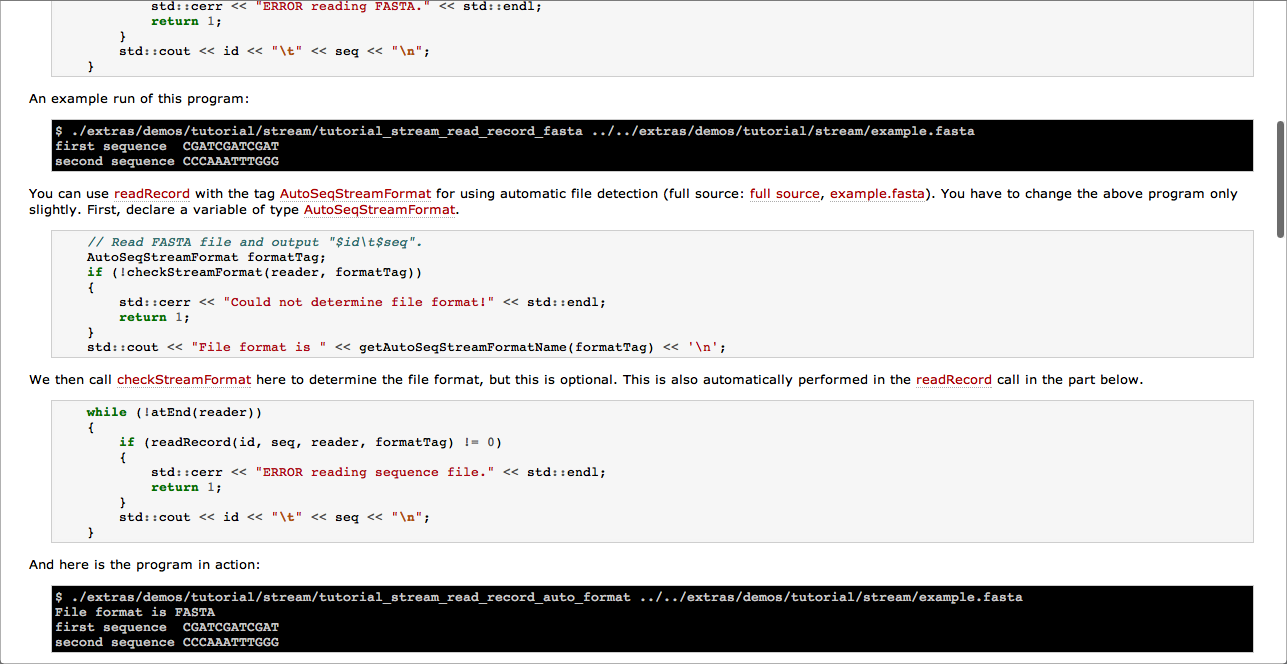 std::cerr << "ERROR reading FASTA." << std::endl;
return 1;
}
std::cout << id << "\t" << seq << "\n";
}
An example run of this program:
$ ./extras/demos/tutorial/stream/tutorial_stream_read_record_fasta ../../extras/demos/tutorial/stream/example.fasta
first sequence  CGATCGATCGAT
second sequence CCCAAATTTGGG
You can use readRecord with the tag AutoSeqStreamFormat for using automatic file detection (full source: full source, example.fasta). You have to change the above program only
slightly. First, declare a variable of type AutoSeqStreamFormat.
// Read FASTA file and output "$id\t$seq".
AutoSeqStreamFormat formatTag;
if (!checkStreamFormat(reader, formatTag))
{
std::cerr << "Could not determine file format!" << std::endl;
return 1;
}
std::cout << "File format is " << getAutoSeqStreamFormatName(formatTag) << '\n';
We then call checkStreamFormat here to determine the file format, but this is optional. This is also automatically performed in the readRecord call in the part below.
while (!atEnd(reader))
{
if (readRecord(id, seq, reader, formatTag) != 0)
{
std::cerr << "ERROR reading sequence file." << std::endl;
return 1;
}
std::cout << id << "\t" << seq << "\n";
}
And here is the program in action:
$ ./extras/demos/tutorial/stream/tutorial_stream_read_record_auto_format ../../extras/demos/tutorial/stream/example.fasta
File format is FASTA
first sequence  CGATCGATCGAT
second sequence CCCAAATTTGGG